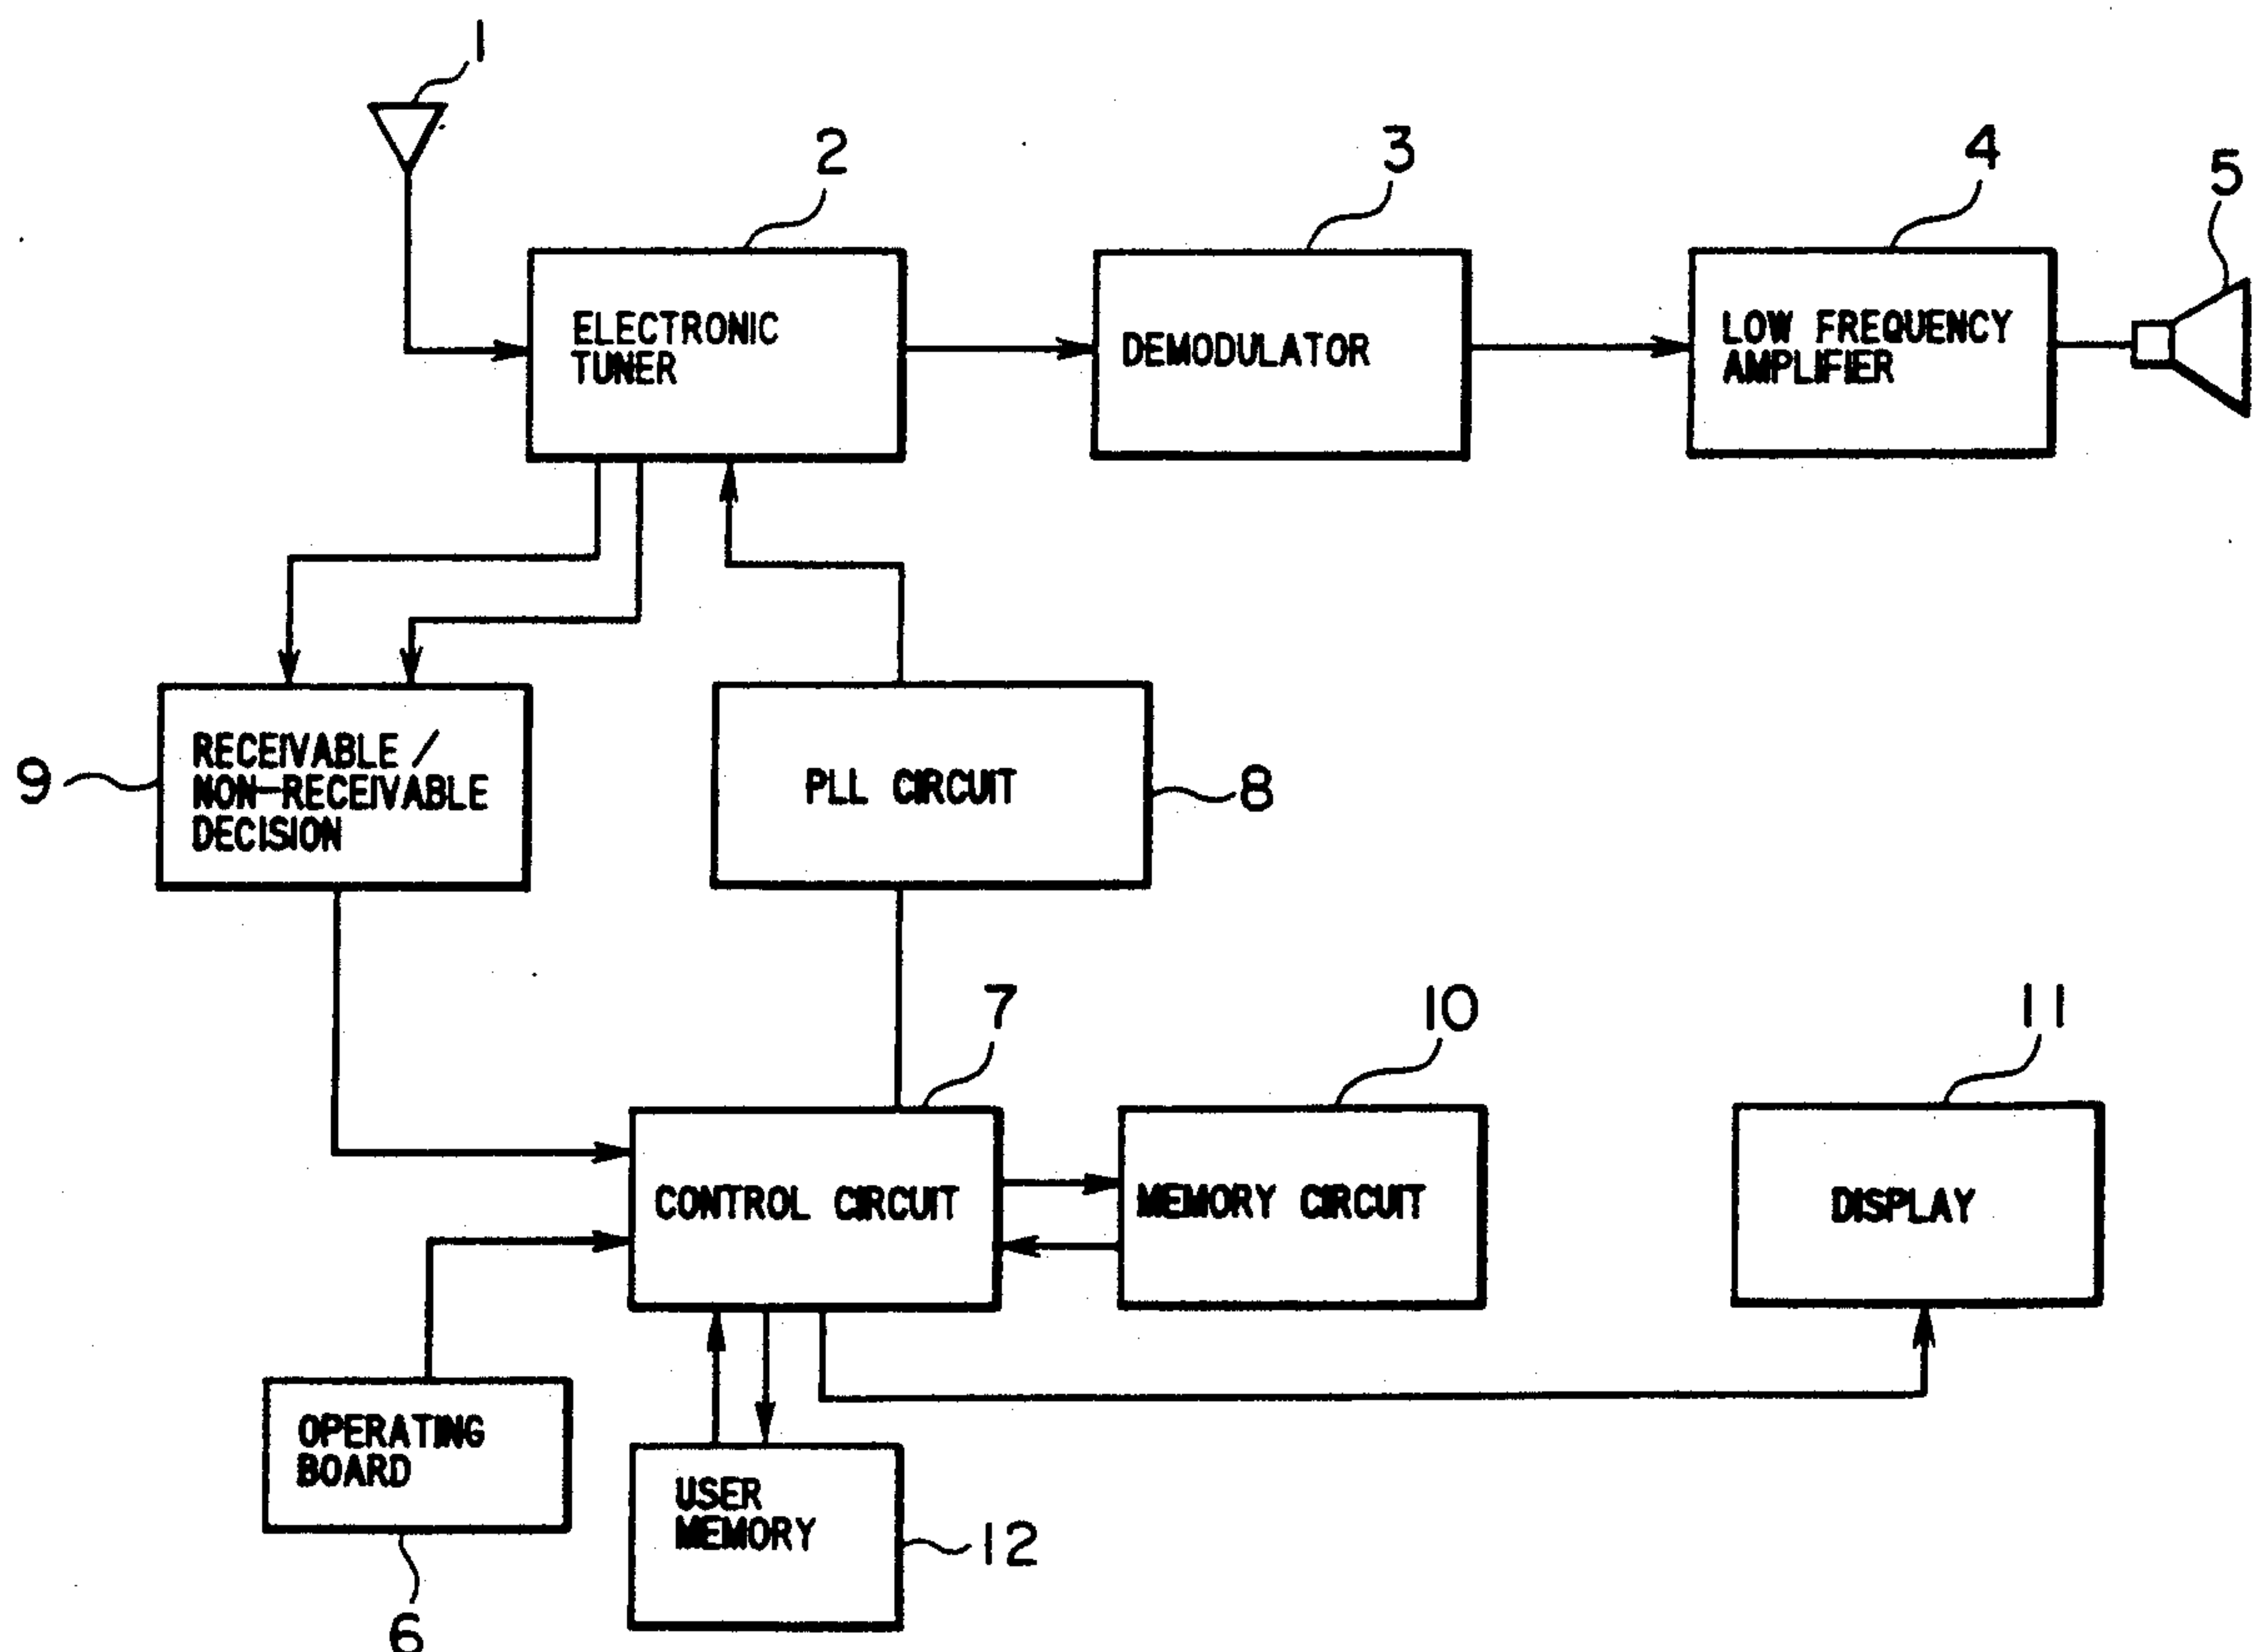 1
2
3
4
5
ELECTRONIC
TUNER
DEMODULATOR
LOW FREQUENCY
AMPLIFIER
9
RECEIVABLE /
NON-RECEIVABLE
DECISION
PLL CIRCUIT
8
7
10
11
CONTROL CIRCUIT
MEMORY CIRCUIT
DISPLAY
OPERATING
BOARD
6
USER
MEMORY
12